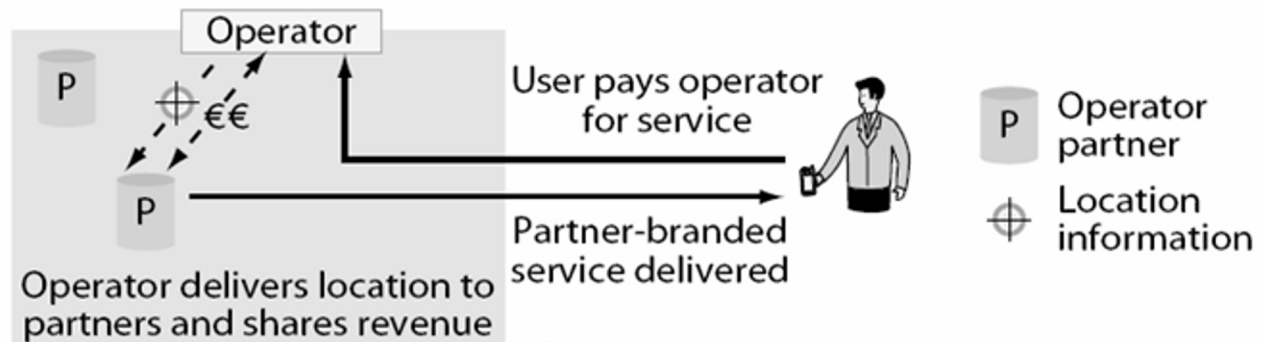 Operator
P
€€
P
Operator delivers location to
partners and shares revenue
User pays operator
for service
Partner-branded
service delivered
P
Operator
partner
Location
information